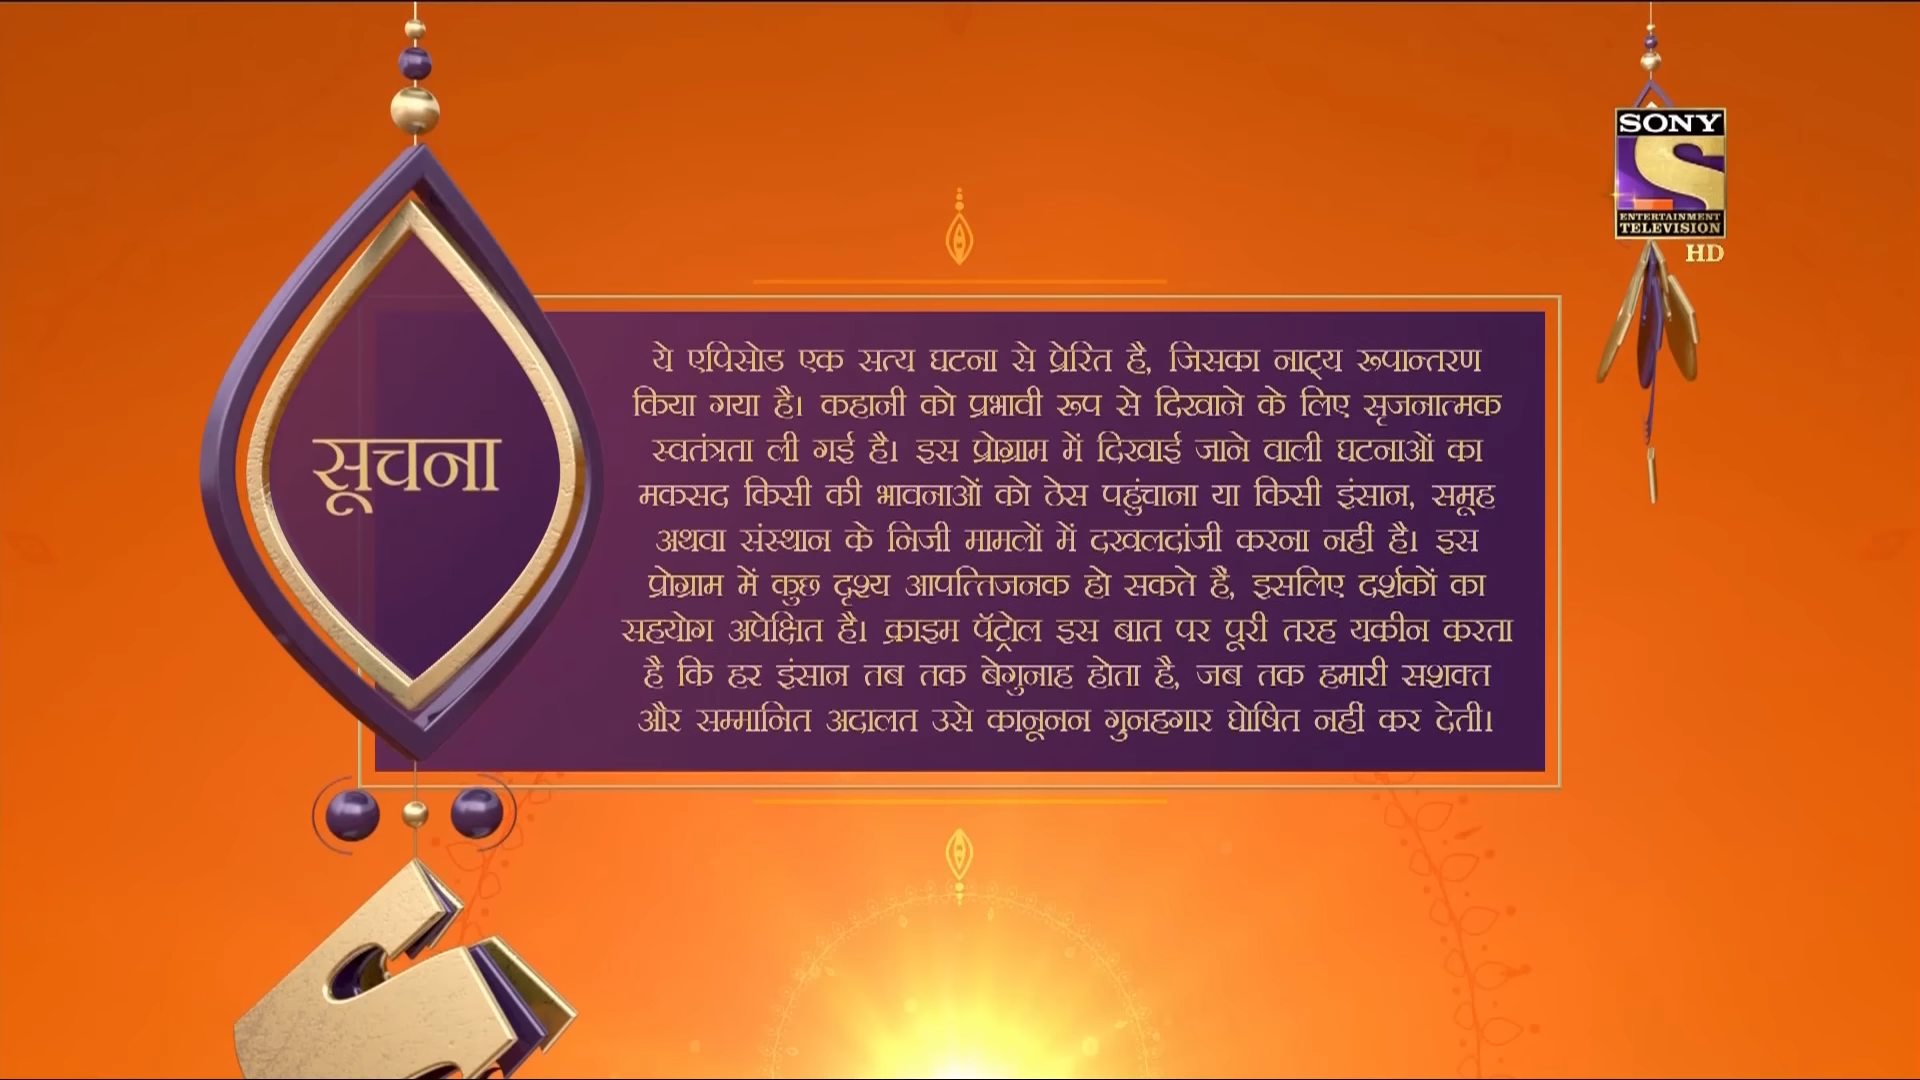 सूचना
ये एपिसोड एक सत्य घटना से प्रेरित है, जिसका नाट्य रूपान्तरण
किया गया है। कहानी को प्रभावी रूप से दिखाने के लिए सृजनात्मक
स्वतंत्रता ली गई है। इस प्रोग्राम में दिखाई जाने वाली घटनाओं का
मकसद किसी की भावनाओं को ठेस पहुंचाना या किसी इंसान, समूह
अथवा संस्थान के निजी मामलों में दखलदांजी करना नहीं है। इस
प्रोग्राम में कुछ दृश्य आपत्तिजनक हो सकते हैं, इसलिए दर्शकों का
सहयोग अपेक्षित है। क्राइम पॅट्रोल इस बात पर पूरी तरह यकीन करता
है कि हर इंसान तब तक बेगुनाह होता है, जब तक हमारी सशक्त
और सम्मानित अदालत उसे कानूनन गुनहगार घोषित नहीं कर देती।
SONY
ENTERTAINMENT
TELEVISION
HD